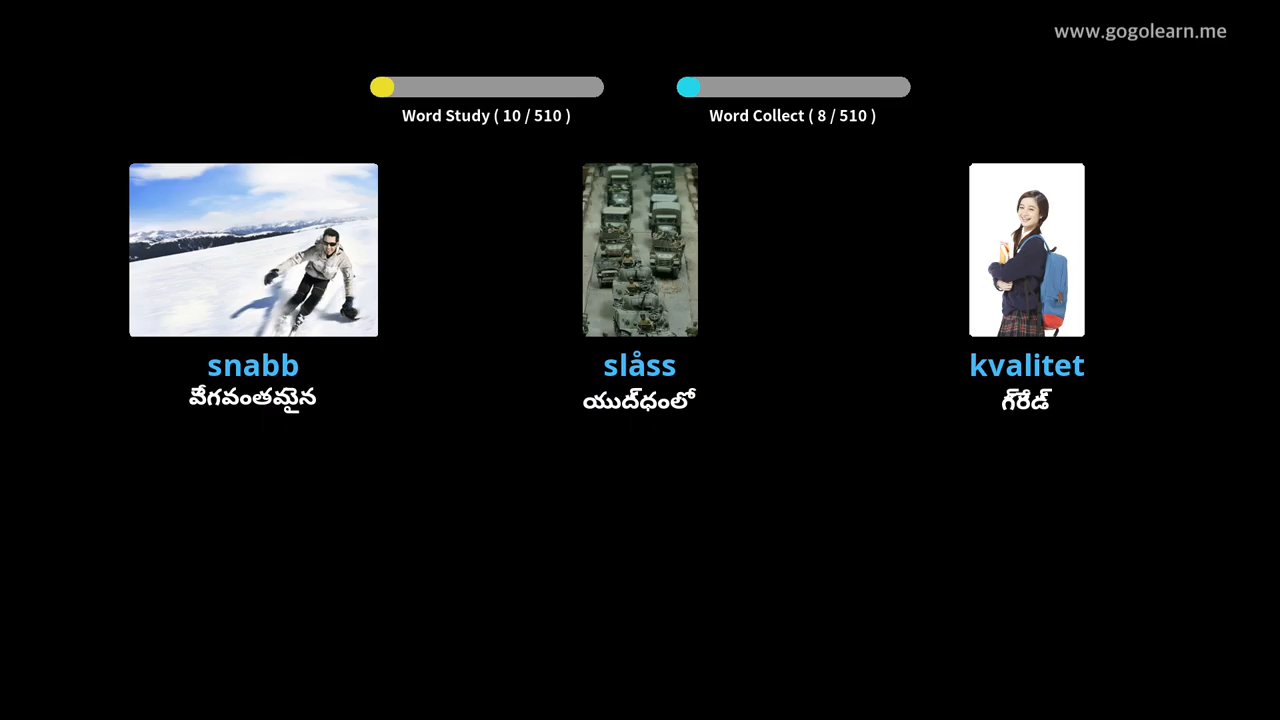 www.gogolearn.me
Word Study ( 10 / 510 )
Word Collect ( 8 / 510 )
snabb
వేగవంతమైన
slåss
యుద్ధంలో
kvalitet
గ్రేడ్